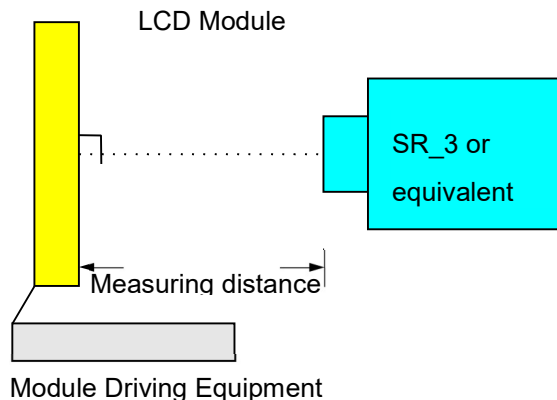 LCD Module
SR_3 or
equivalent
Measuring distance
Module Driving Equipment